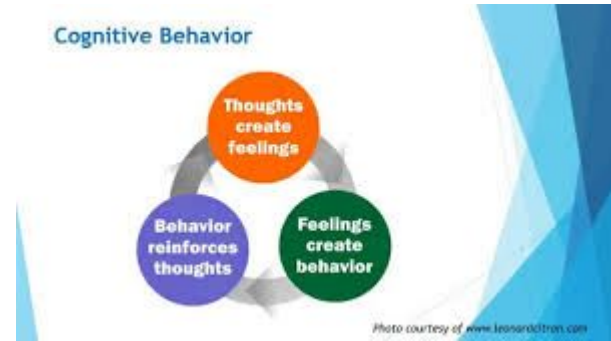 Cognitive Behavior
Thoughts
create
feelings
Feelings
create
behavior
Behavior
reinforces
thoughts
Photo courtesy of www.leonardcitron.com